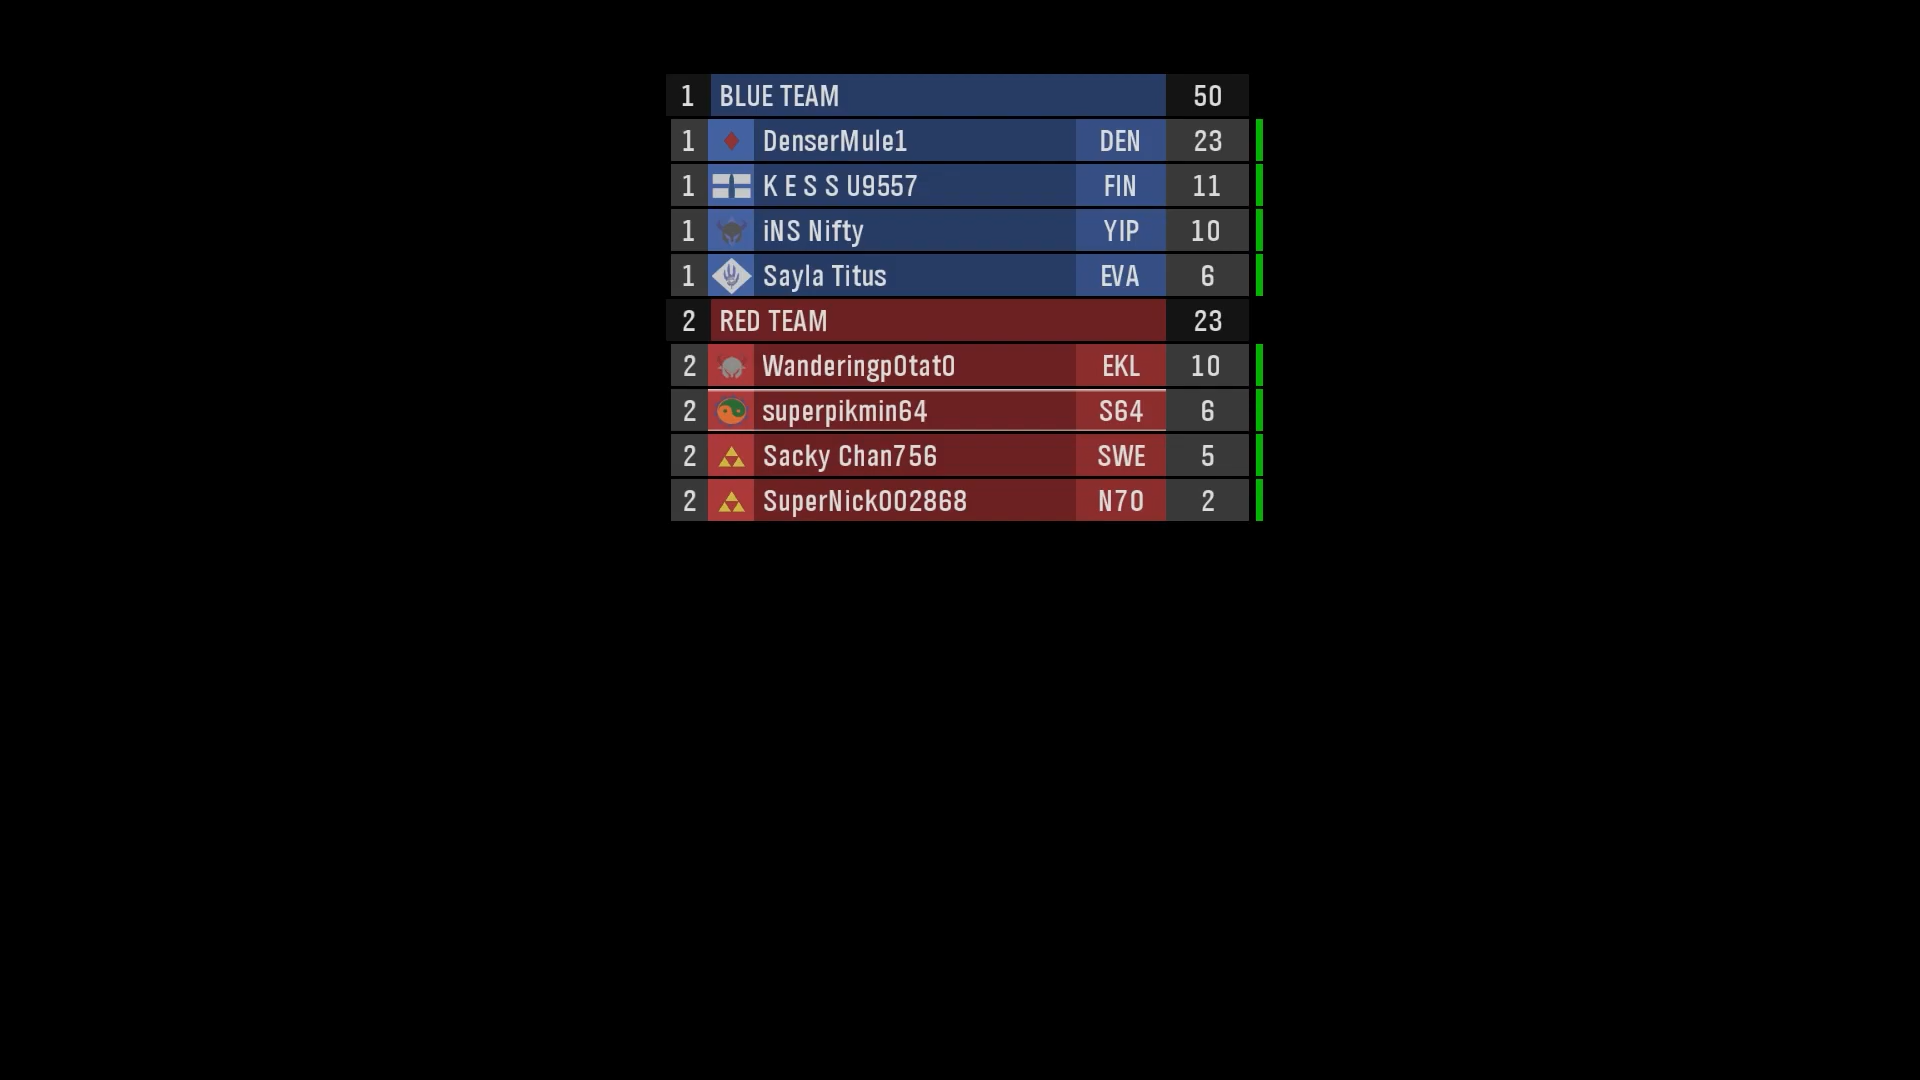 1 BLUE TEAM 50
1 DenserMule1 DEN 23
1 K E S S U9557 FIN 11
1 iNS Nifty YIP 10
1 Sayla Titus EVA 6
2 RED TEAM 23
2 Wanderingp0tat0 EKL 10
2 superpikmin64 S64 6
2 Sacky Chan756 SWE 5
2 SuperNick002868 N70 2